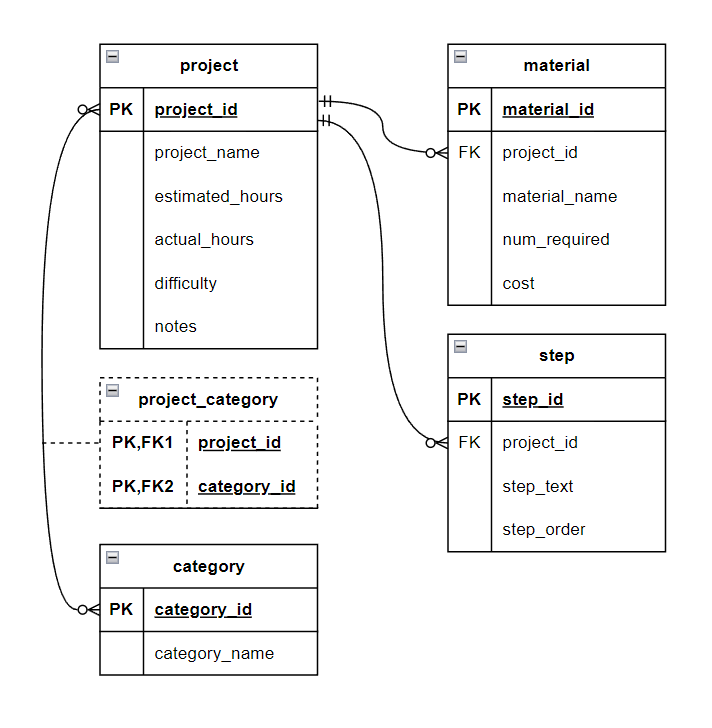 project
PK project_id
project_name
estimated_hours
actual_hours
difficulty
notes
material
PK material_id
FK project_id
material_name
num_required
cost
step
PK step_id
FK project_id
step_text
step_order
project_category
PK,FK1 project_id
PK,FK2 category_id
category
PK category_id
category_name